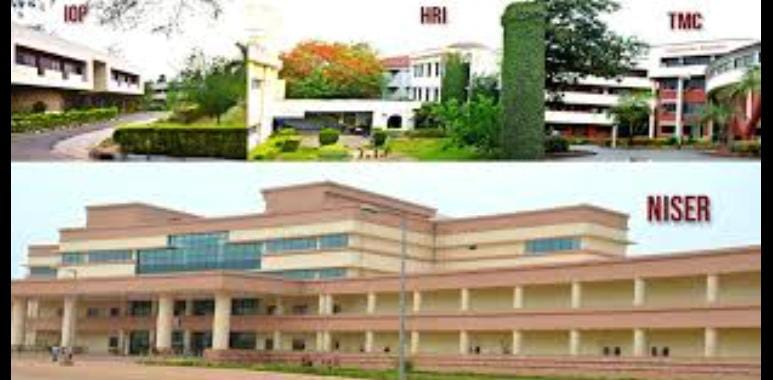 IOP
HRI
TMC
NISER